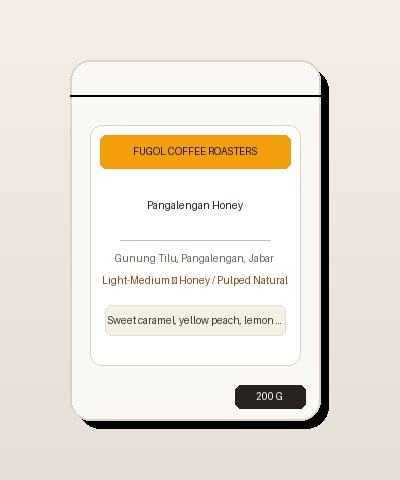 FUGOL COFFEE ROASTERS
Pangalengan Honey
Gunung Tilu, Pangalengan, Jabar
Light-Medium ▯ Honey / Pulped Natural
Sweet caramel, yellow peach, lemon ...
200 G